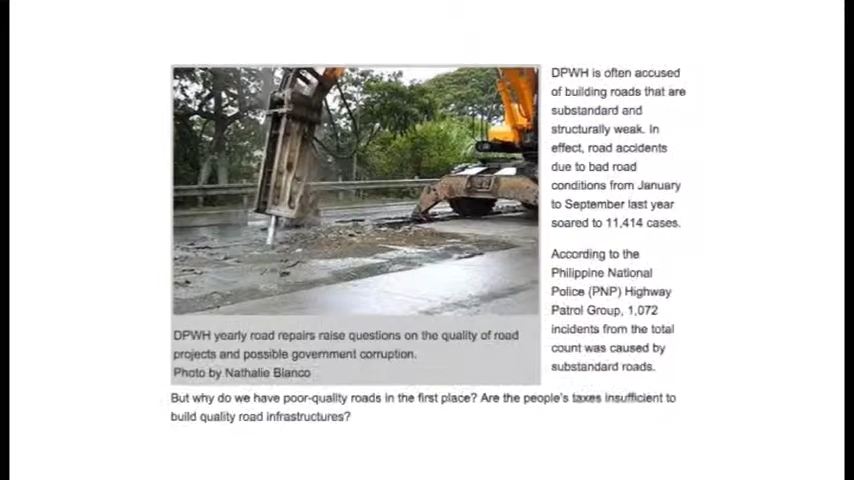 DPWH is often accused
of building roads that are
substandard and
structurally weak. In
effect, road accidents
due to bad road
conditions from January
to September last year
soared to 11,414 cases.
According to the
Philippine National
Police (PNP) Highway
Patrol Group, 1,072
incidents from the total
count was caused by
substandard roads.
DPWH yearly road repairs raise questions on the quality of road
projects and possible government corruption.
Photo by Nathalie Blanco
But why do we have poor-quality roads in the first place? Are the people's taxes insufficient to
build quality road infrastructures?